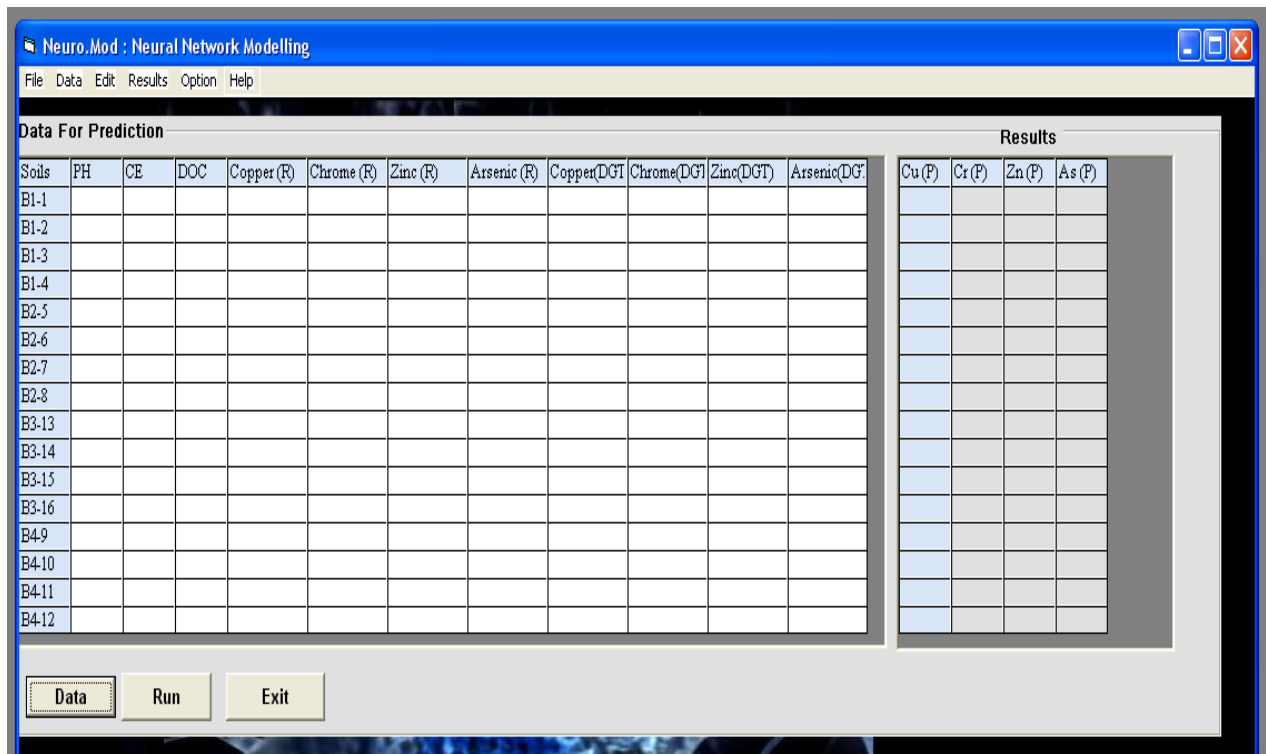 Neuro.Mod : Neural Network Modelling
File Data Edit Results Option Help
Data For Prediction Results
Soils PH CE DOC Copper (R) Chrome (R) Zinc (R) Arsenic (R) Copper(DGT Chrome(DGT Zinc(DGT) Arsenic(DG. Cu (P) Cr (P) Zn (P) As (P)
B1-1
B1-2
B1-3
B1-4
B2-5
B2-6
B2-7
B2-8
B3-13
B3-14
B3-15
B3-16
B4-9
B4-10
B4-11
B4-12
Data Run Exit